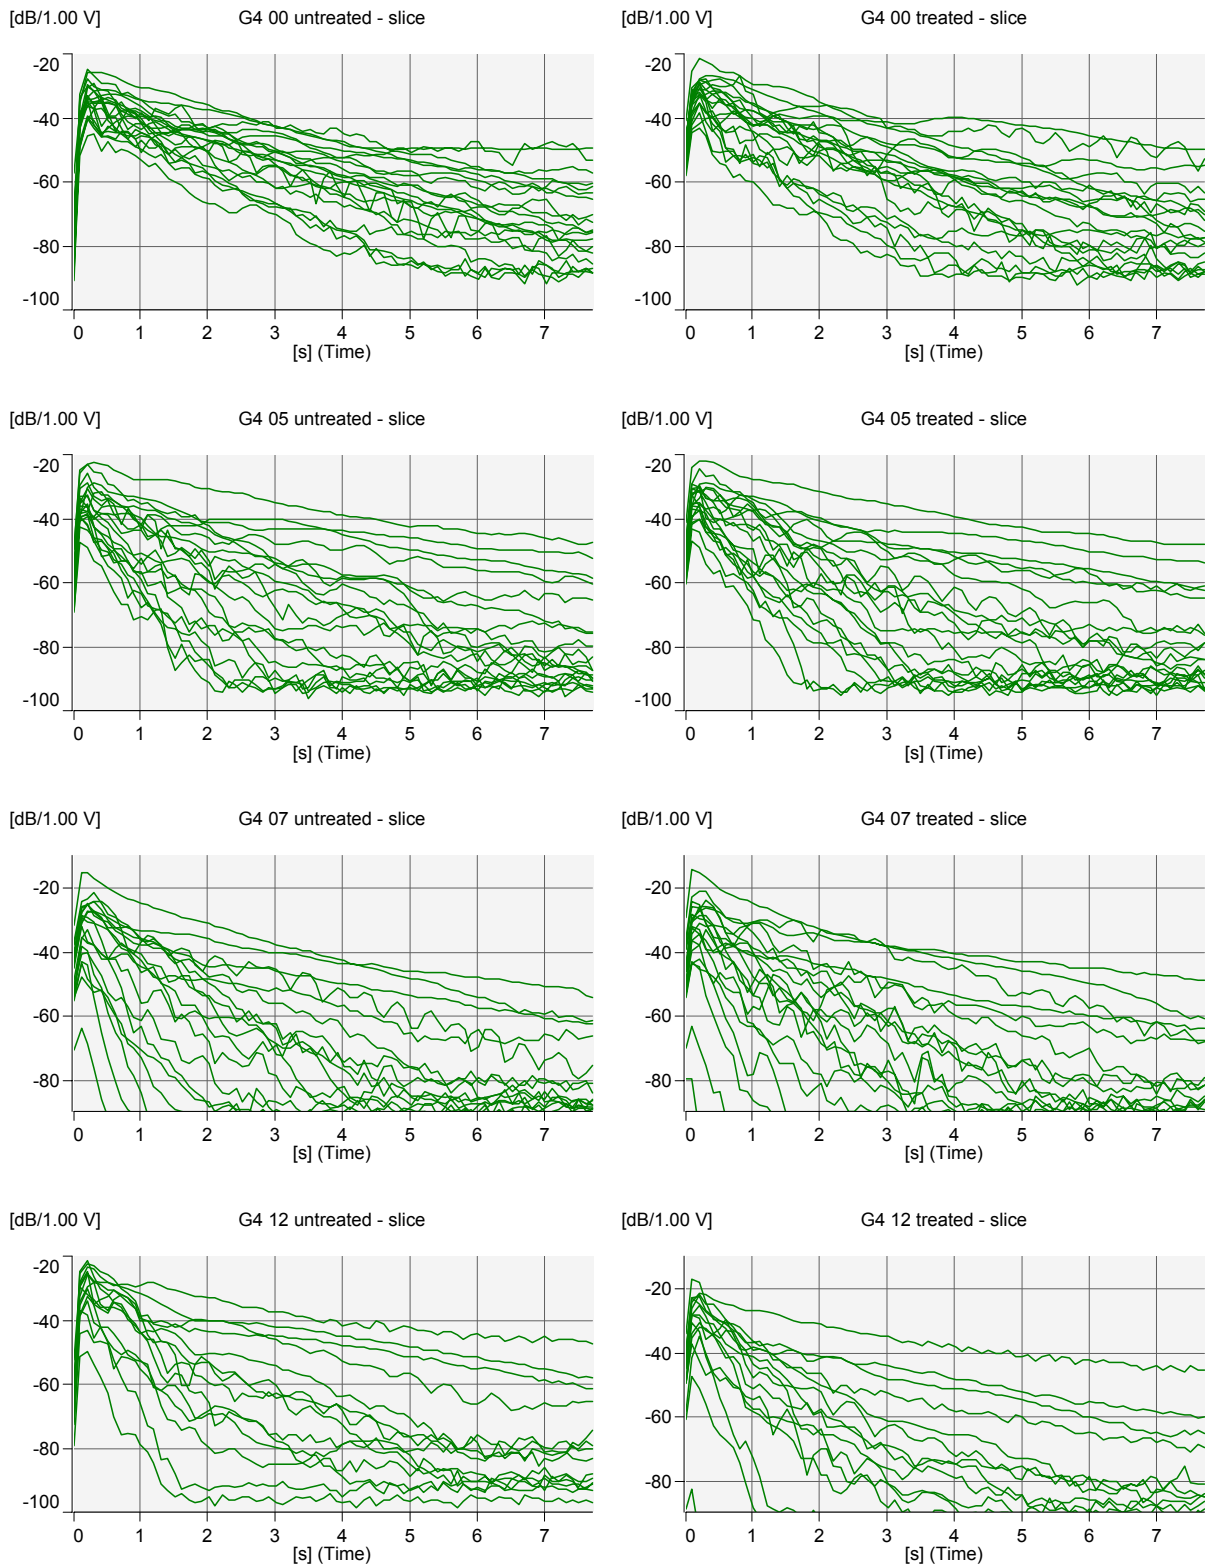 [dB/1.00 V] G4 00 untreated - slice
-20
-40
-60
-80
-100
0 1 2 3 4 5 6 7
[s] (Time)
[dB/1.00 V] G4 00 treated - slice
-20
-40
-60
-80
-100
0 1 2 3 4 5 6 7
[s] (Time)
[dB/1.00 V] G4 05 untreated - slice
-20
-40
-60
-80
-100
0 1 2 3 4 5 6 7
[s] (Time)
[dB/1.00 V] G4 05 treated - slice
-20
-40
-60
-80
-100
0 1 2 3 4 5 6 7
[s] (Time)
[dB/1.00 V] G4 07 untreated - slice
-20
-40
-60
-80
0 1 2 3 4 5 6 7
[s] (Time)
[dB/1.00 V] G4 07 treated - slice
-20
-40
-60
-80
0 1 2 3 4 5 6 7
[s] (Time)
[dB/1.00 V] G4 12 untreated - slice
-20
-40
-60
-80
-100
0 1 2 3 4 5 6 7
[s] (Time)
[dB/1.00 V] G4 12 treated - slice
-20
-40
-60
-80
0 1 2 3 4 5 6 7
[s] (Time)